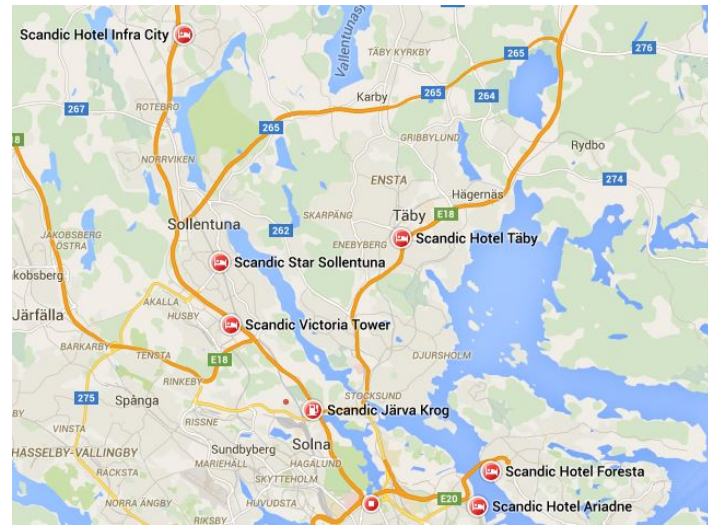 Scandic Hotel Infra City
Vallentunasj
TÄBY KYRKBY
265
276
265
Karby
264
267
ROTEBRO
265
GRIBBYLUND
Rydbo
NORRVIKEN
ENSTA
274
Hägernäs
SKARPÄNG
Täby
E18
Sollentuna
262
JAKOBSBERG
ÖSTRA
ENEBYBERG
Scandic Hotel Täby
Scandic Star Sollentuna
kobsberg
AKALLA
Järfälla
HUSBY
Scandic Victoria Tower
BARKARBY
TENSTA
E18
DJURSHOLM
RINKEBY
275
Spånga
STOCKSUND
Scandic Järva Krog
RISSNE
VINSTA
Solna
HÄSSELBY-VÄLLINGBY
Sundbyberg
MARIEHÄLL
HAGALUND
RACKSTA
Scandic Hotel Foresta
SKYTTEHOLM
NORRA ÄNGBY
HUVUDSTA
E20
Scandic Hotel Ariadne
RIKSBY